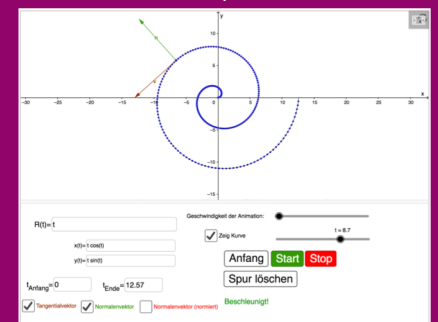 y
10
5
x
-30 -25 -20 -15 -10 -5 0 5 10 15 20 25 30
-5
-10
-15
R(t)= t
x(t)= t cos(t)
y(t)= t sin(t)
tAnfang= 0 tEnde= 12.57
Tangentialvektor Normalenvektor Normalenvektor (normiert)
Geschwindigkeit der Animation:
Zeig Kurve
t = 8.7
Anfang Start Stop
Spur löschen
Beschleunigt!